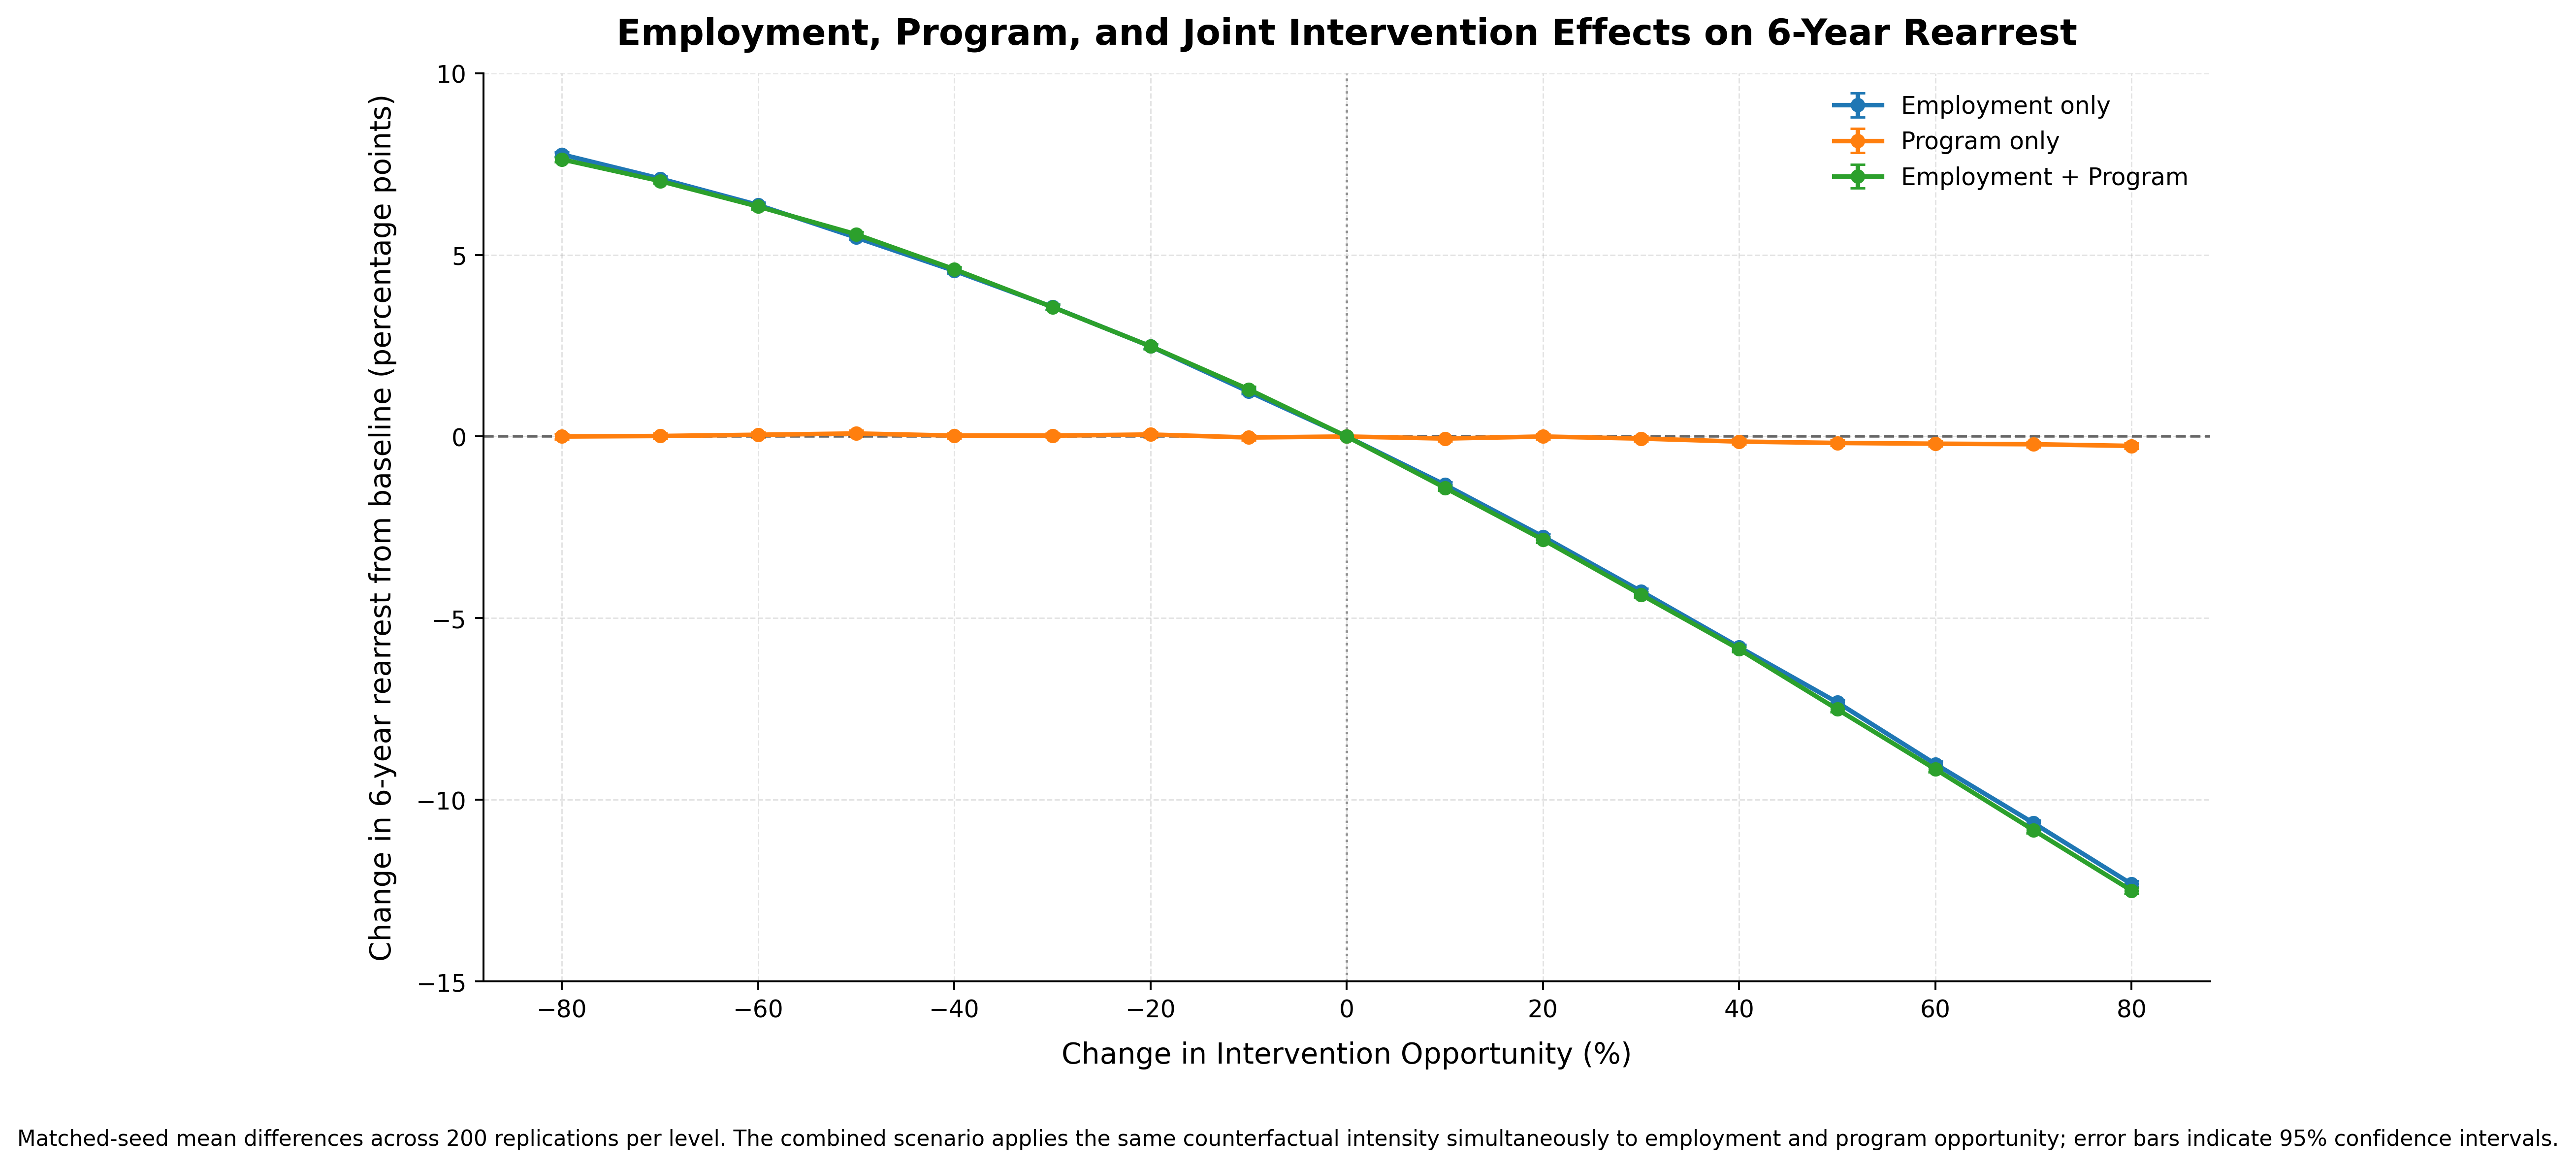 Employment, Program, and Joint Intervention Effects on 6-Year Rearrest
Change in 6-year rearrest from baseline (percentage points)
10
5
0
−5
−10
−15
Employment only
Program only
Employment + Program
−80
−60
−40
−20
0
20
40
60
80
Change in Intervention Opportunity (%)
Matched-seed mean differences across 200 replications per level. The combined scenario applies the same counterfactual intensity simultaneously to employment and program opportunity; error bars indicate 95% confidence intervals.